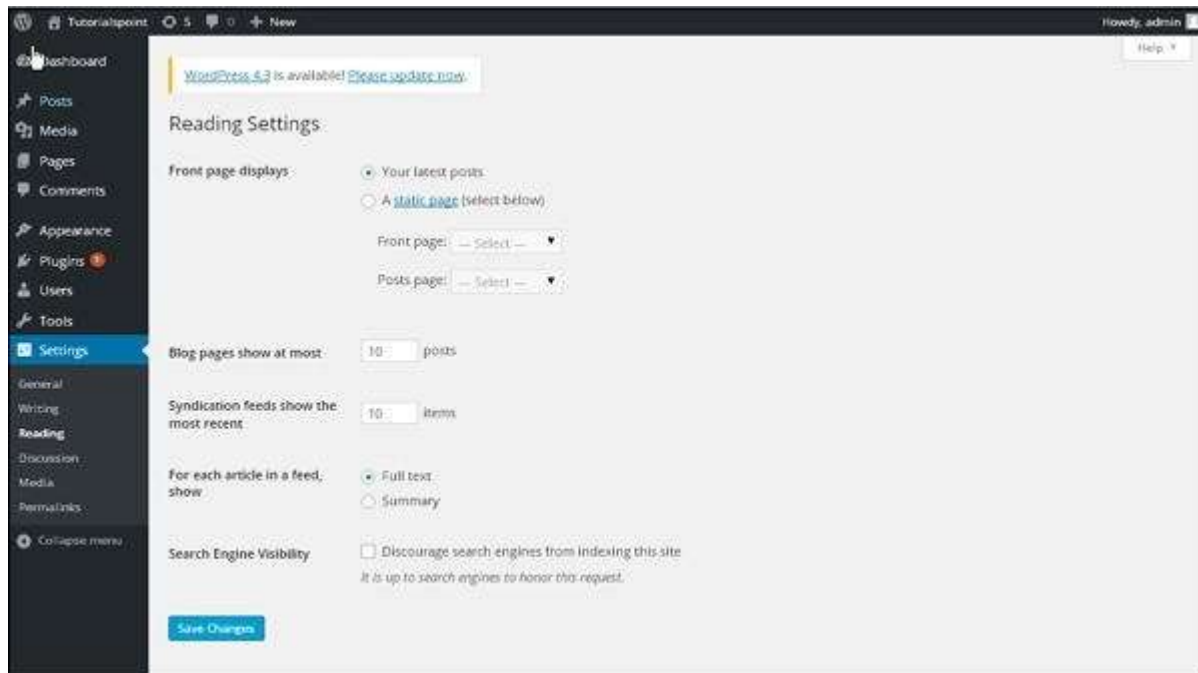 Tutorialspoint 5 0 + New Howdy, admin
Dashboard
Help ▼
Posts
Media
Pages
Comments
Appearance
Plugins 1
Users
Tools
Settings
General
Writing
Reading
Discussion
Media
Permalinks
Collapse menu
WordPress 4.3 is available! Please update now.
Reading Settings
Front page displays
Your latest posts
A static page (select below)
Front page: — Select — ▼
Posts page: — Select — ▼
Blog pages show at most 10 posts
Syndication feeds show the
most recent
10 items
For each article in a feed,
show
Full text
Summary
Search Engine Visibility
Discourage search engines from indexing this site
It is up to search engines to honor this request.
Save Changes